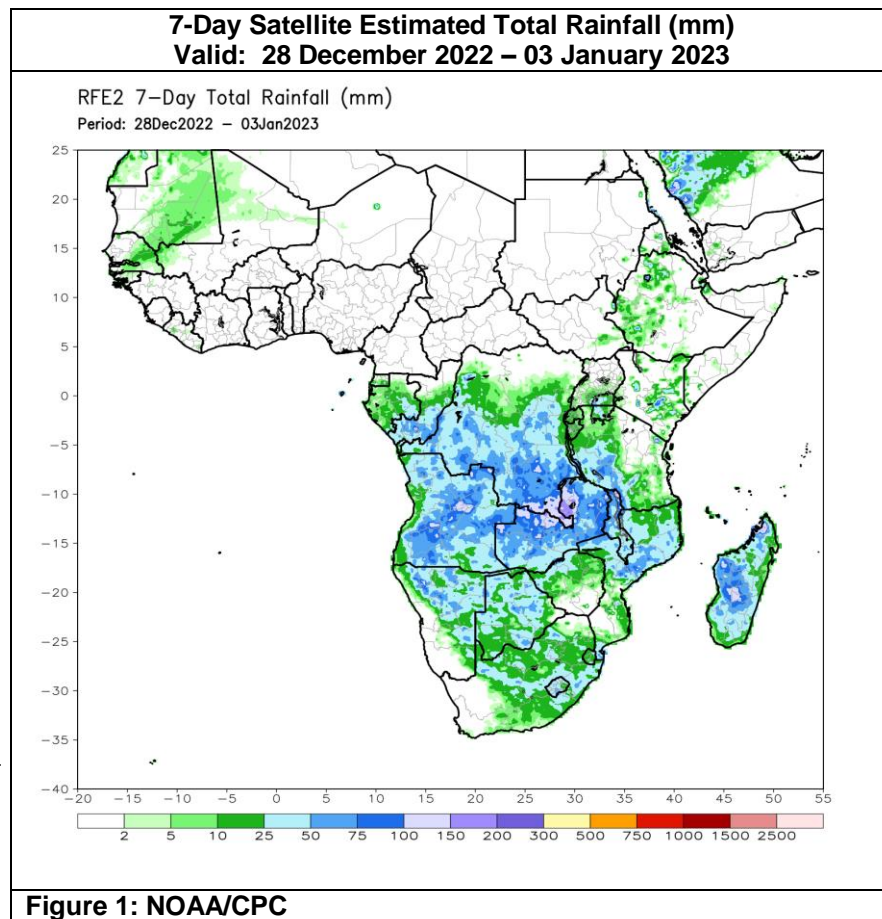 7-Day Satellite Estimated Total Rainfall (mm)
Valid: 28 December 2022 – 03 January 2023
RFE2 7-Day Total Rainfall (mm)
Period: 28Dec2022 – 03Jan2023
25
20
15
10
5
0
−5
−10
−15
−20
−25
−30
−35
−40
−20 −15 −10 −5 0 5 10 15 20 25 30 35 40 45 50 55
2 5 10 25 50 75 100 150 200 300 500 750 1000 1500 2500
Figure 1: NOAA/CPC